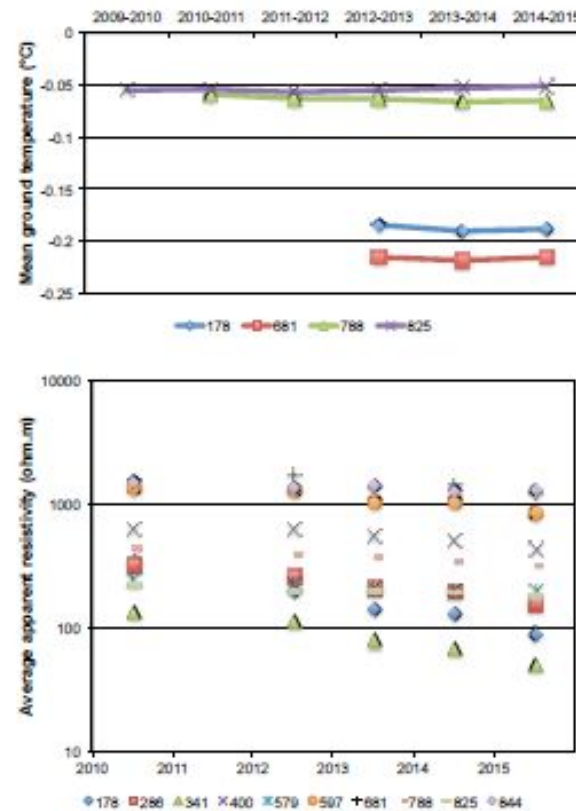 2009-2010 2010-2011 2011-2012 2012-2013 2013-2014 2014-2015
Mean ground temperature (°C)
0
-0.05
-0.1
-0.15
-0.2
-0.25
178 681 788 825
Average apparent resistivity (ohm.m)
10000
1000
100
10
2010 2011 2012 2013 2014 2015
178 286 341 400 579 597 681 788 825 844